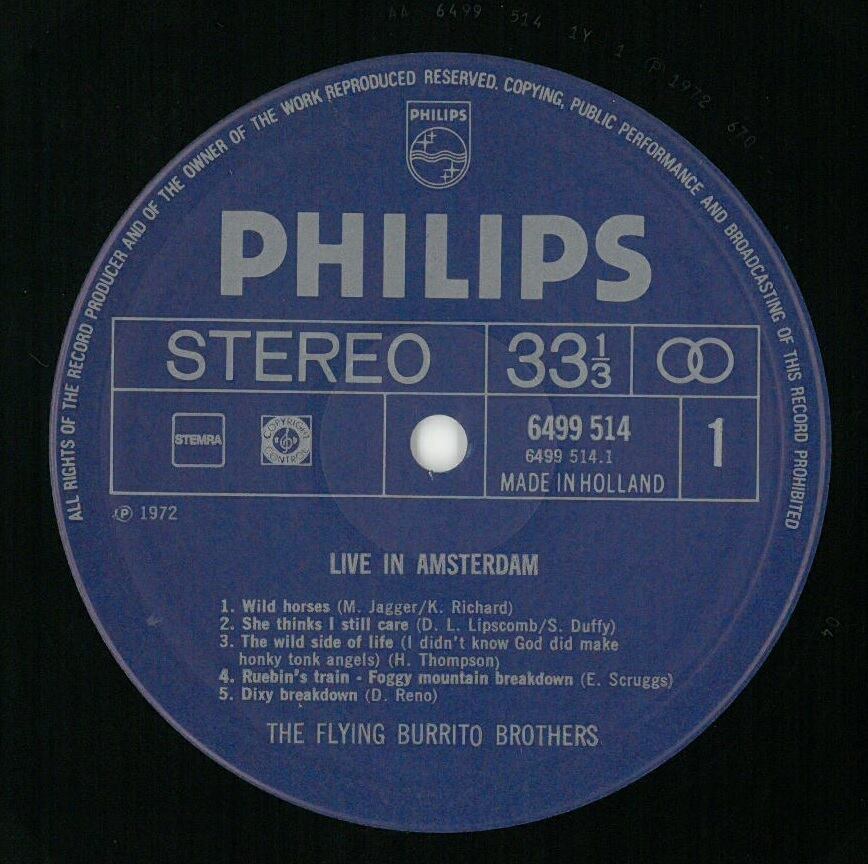 AA 6499 514 1Y 1 ℗ 1972 670
ALL RIGHTS OF THE RECORD PRODUCER AND OF THE OWNER OF THE WORK REPRODUCED RESERVED. COPYING, PUBLIC PERFORMANCE AND BROADCASTING OF THIS RECORD PROHIBITED
PHILIPS
PHILIPS
STEREO 33 1/3
STEMRA COPYRIGHT CONTROL 6499 514 1
6499 514.1
MADE IN HOLLAND
℗ 1972
LIVE IN AMSTERDAM
1. Wild horses (M. Jagger/K. Richard)
2. She thinks I still care (D. L. Lipscomb/S. Duffy)
3. The wild side of life (I didn't know God did make
honky tonk angels) (H. Thompson)
4. Ruebin's train - Foggy mountain breakdown (E. Scruggs)
5. Dixy breakdown (D. Reno)
THE FLYING BURRITO BROTHERS